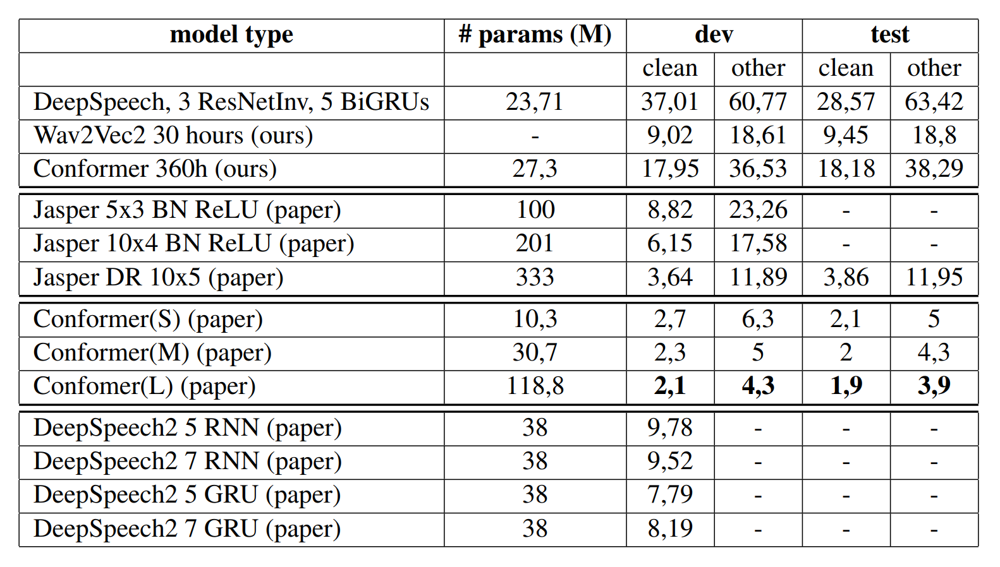 model type # params (M) dev test
clean other clean other
DeepSpeech, 3 ResNetInv, 5 BiGRUs 23,71 37,01 60,77 28,57 63,42
Wav2Vec2 30 hours (ours) - 9,02 18,61 9,45 18,8
Conformer 360h (ours) 27,3 17,95 36,53 18,18 38,29
Jasper 5x3 BN ReLU (paper) 100 8,82 23,26 - -
Jasper 10x4 BN ReLU (paper) 201 6,15 17,58 - -
Jasper DR 10x5 (paper) 333 3,64 11,89 3,86 11,95
Conformer(S) (paper) 10,3 2,7 6,3 2,1 5
Conformer(M) (paper) 30,7 2,3 5 2 4,3
Confomer(L) (paper) 118,8 2,1 4,3 1,9 3,9
DeepSpeech2 5 RNN (paper) 38 9,78 - - -
DeepSpeech2 7 RNN (paper) 38 9,52 - - -
DeepSpeech2 5 GRU (paper) 38 7,79 - - -
DeepSpeech2 7 GRU (paper) 38 8,19 - - -